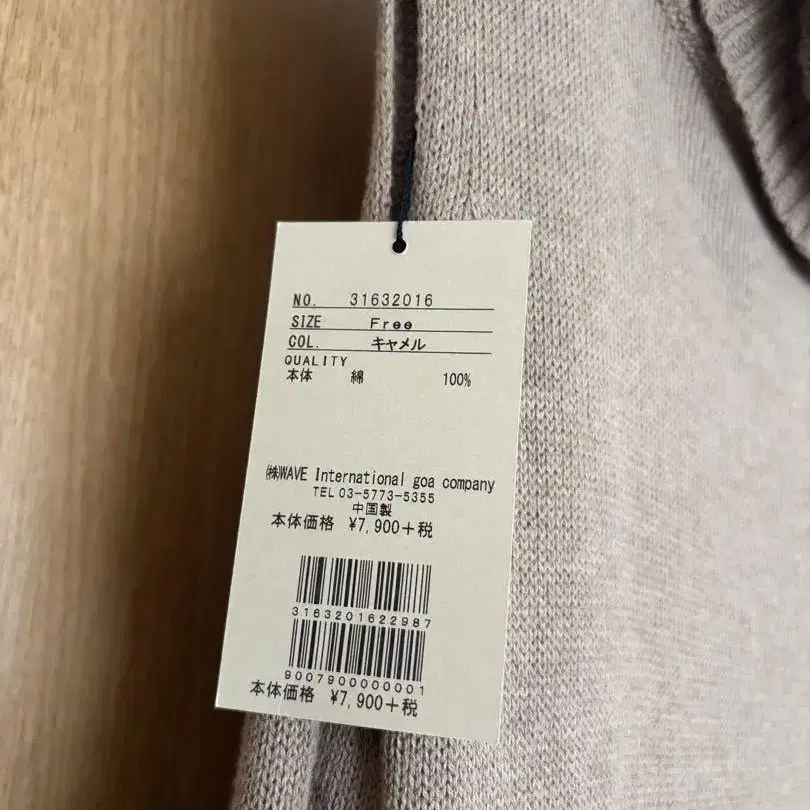 NO. 31632016
SIZE Free
COL. キャメル
QUALITY
本体 綿 100%
㈱WAVE International goa company
TEL 03-5773-5355
中国製
本体価格 ¥7,900+税
3163201622987
9007900000001
本体価格 ¥7,900+税